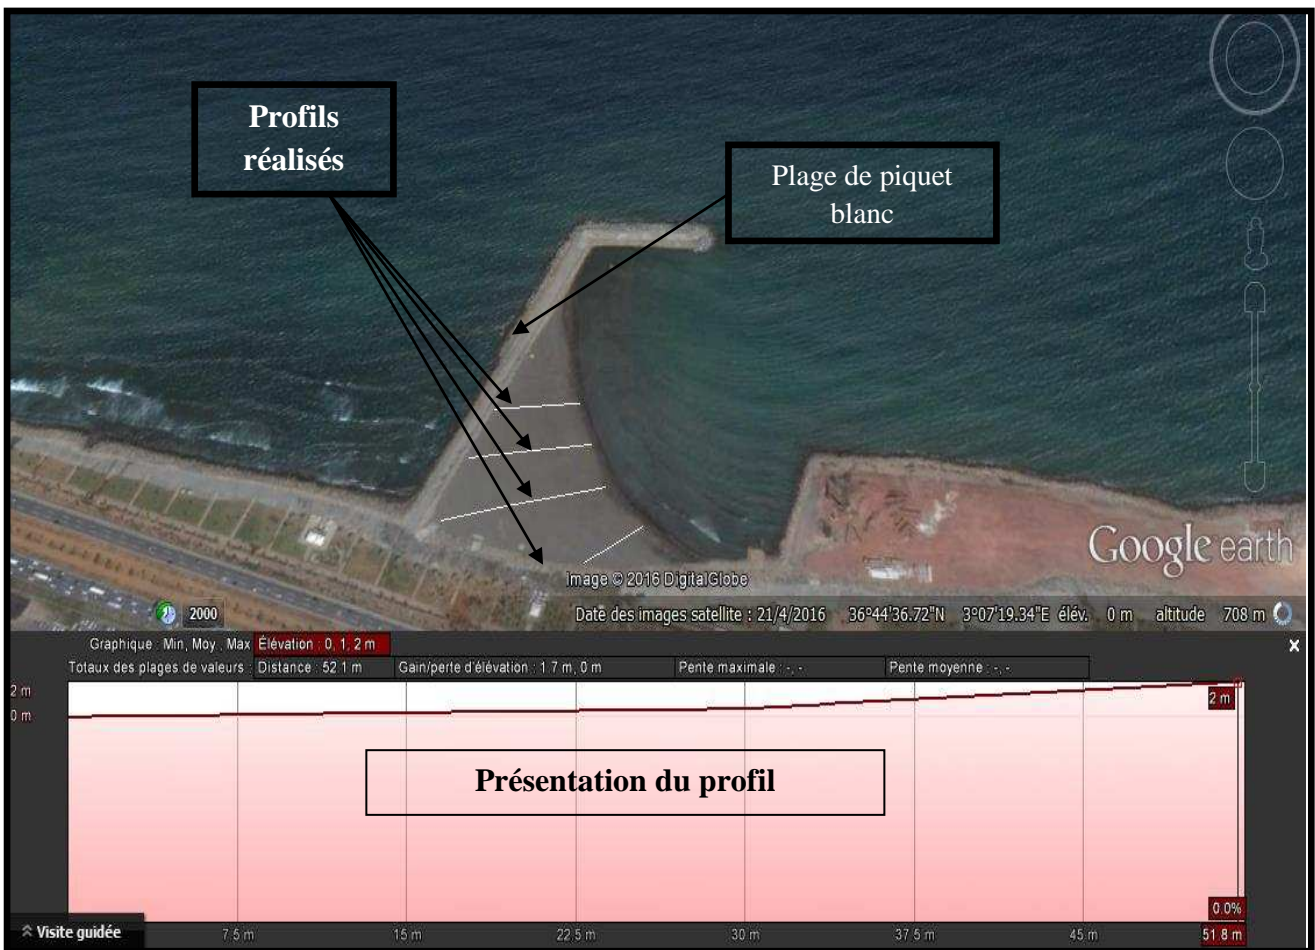 Profils
réalisés
Plage de piquet
blanc
Google earth
Image © 2016 DigitalGlobe
2000
Date des images satellite : 21/4/2016 36°44'36.72"N 3°07'19.34"E élév. 0 m altitude 708 m
Graphique : Min, Moy , Max Élévation : 0, 1, 2 m
Totaux des plages de valeurs : Distance : 52.1 m Gain/perte d'élévation : 1.7 m, 0 m Pente maximale : -, - Pente moyenne : -, -
2 m
2 m
0 m
Présentation du profil
0.0%
Visite guidée 7.5 m 15 m 22.5 m 30 m 37.5 m 45 m 51.8 m